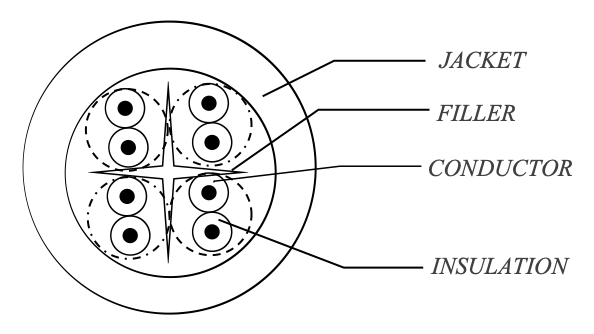 JACKET
FILLER
CONDUCTOR
INSULATION